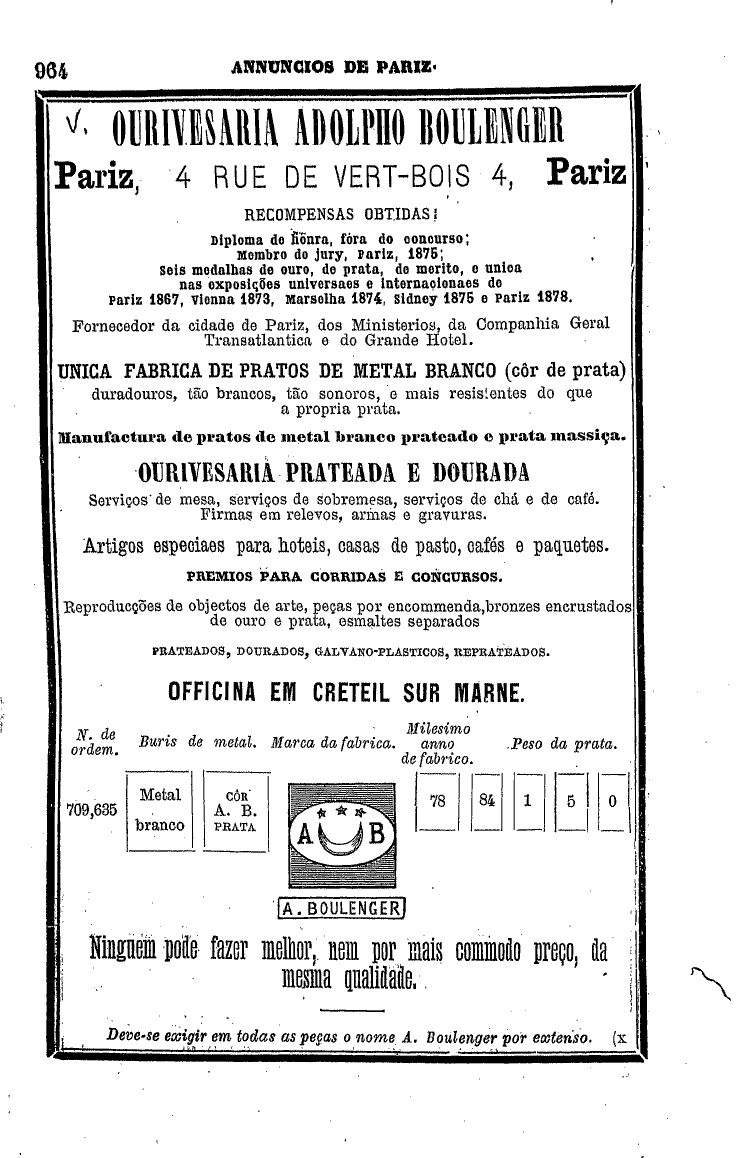 964
ANNUNCIOS DE PARIZ.
OURIVESARIA ADOLPHO BOULENGER
Pariz, 4 RUE DE VERT-BOIS 4, Pariz
RECOMPENSAS OBTIDAS:
Diploma de honra, fóra do concurso;
Membro do jury, Pariz, 1875;
Seis medalhas de ouro, de prata, de merito, e unica
nas exposições universaes e internacionaes de
Pariz 1867, Vienna 1873, Marselha 1874, Sidney 1875 e Pariz 1878.
Fornecedor da cidade de Pariz, dos Ministerios, da Companhia Geral
Transatlantica e do Grande Hotel.
UNICA FABRICA DE PRATOS DE METAL BRANCO (côr de prata)
duradouros, tão brancos, tão sonoros, e mais resistentes do que
a propria prata.
Manufactura de pratos de metal branco prateado e prata massiça.
OURIVESARIA PRATEADA E DOURADA
Serviços de mesa, serviços de sobremesa, serviços de chá e de café.
Firmas em relevos, armas e gravuras.
Artigos especiaes para hoteis, casas de pasto, cafés e paquetes.
PREMIOS PARA CORRIDAS E CONCURSOS.
Reproducções de objectos de arte, peças por encommenda, bronzes encrustados
de ouro e prata, esmaltes separados
PRATEADOS, DOURADOS, GALVANO-PLASTICOS, REPRATEADOS.
OFFICINA EM CRETEIL SUR MARNE.
N. de ordem. Buris de metal. Marca da fabrica. Milesimo anno de fabrico. Peso da prata.
709,635
Metal branco
CÔR A. B. PRATA
A B
78 84 1 5 0
A. BOULENGER
Ninguem pode fazer melhor, nem por mais commodo preço, da
mesma qualidade.
Deve-se exigir em todas as peças o nome A. Boulenger por extenso. (x